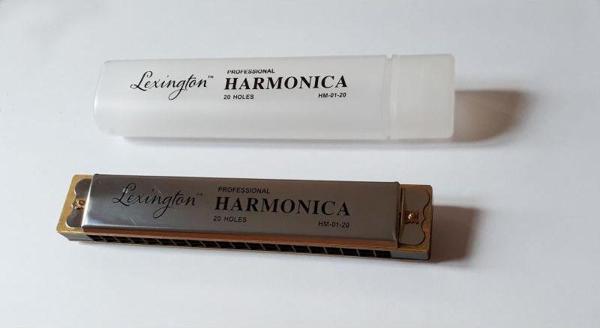 Lexington™
PROFESSIONAL
HARMONICA
20 HOLES HM-01-20
Lexington™
PROFESSIONAL
HARMONICA
20 HOLES HM-01-20